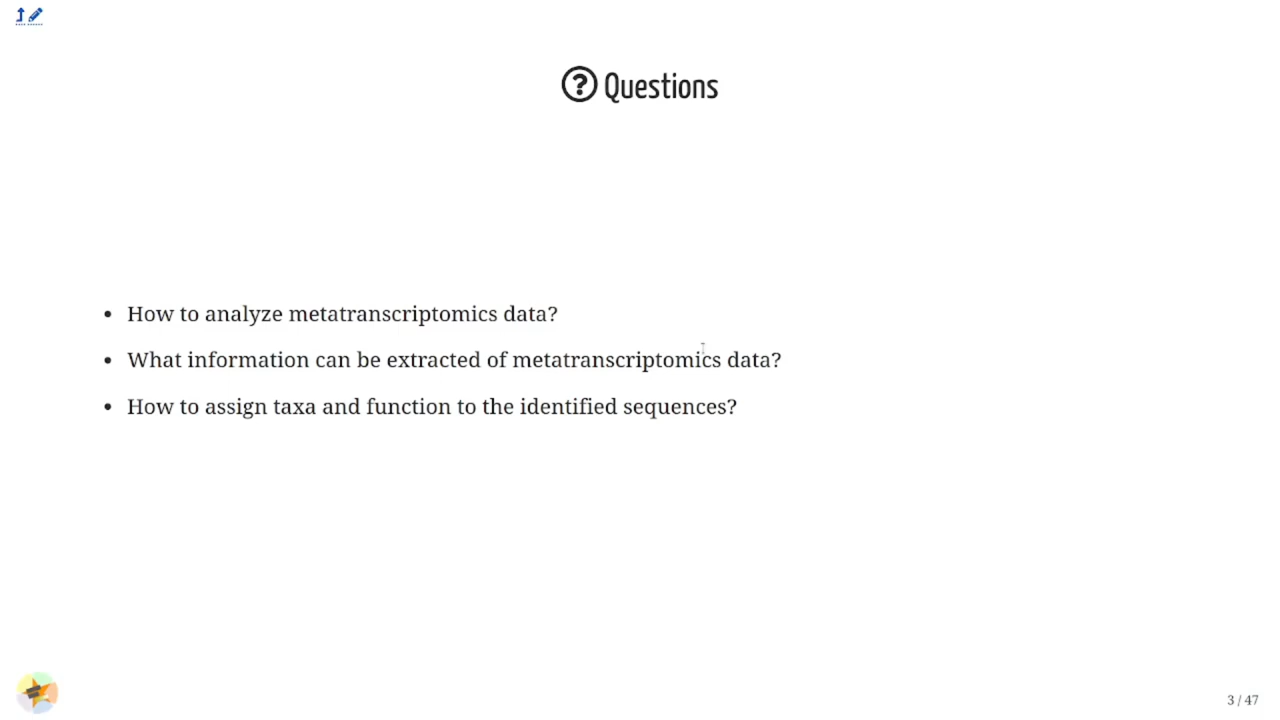 Questions
How to analyze metatranscriptomics data?
What information can be extracted of metatranscriptomics data?
How to assign taxa and function to the identified sequences?
3 / 47